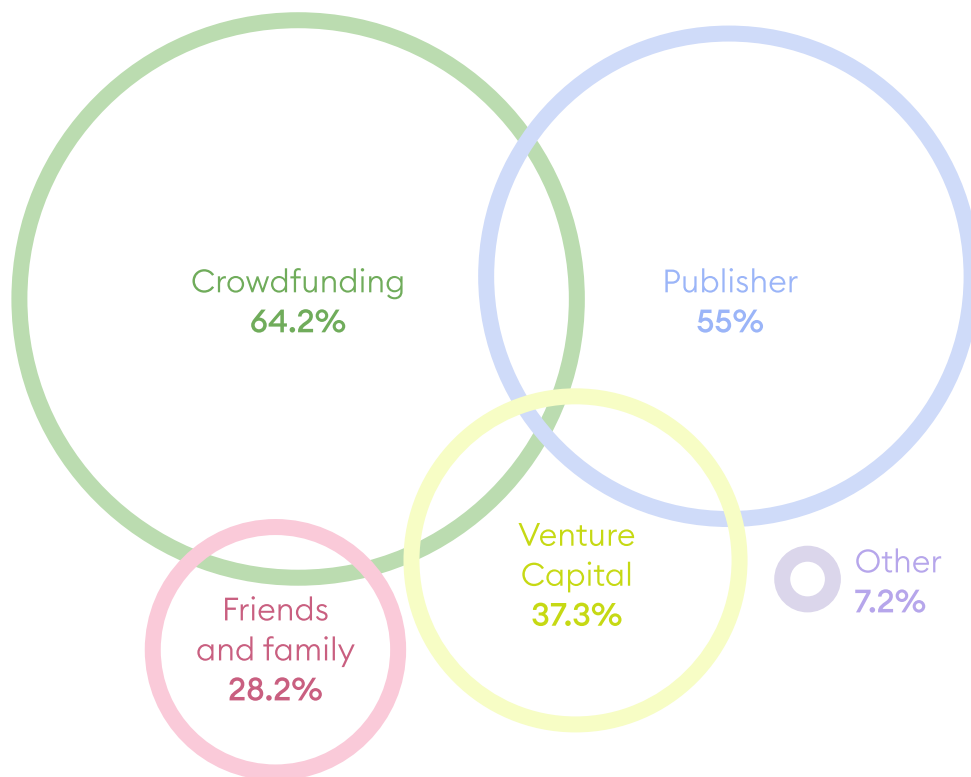 Crowdfunding
64.2%
Publisher
55%
Venture
Capital
37.3%
Other
7.2%
Friends
and family
28.2%